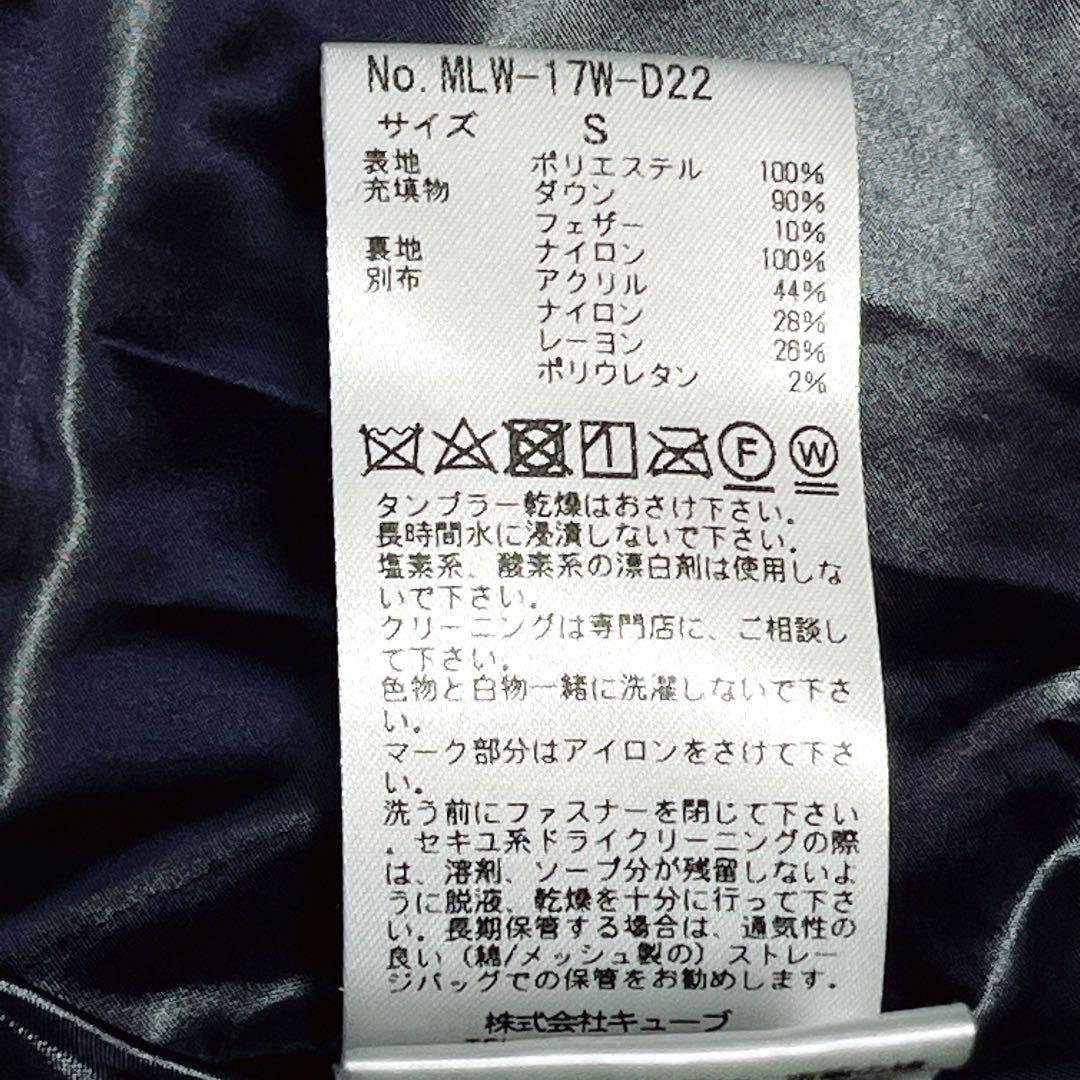 No. MLW-17W-D22
サイズ S
表地 ポリエステル 100%
充填物 ダウン 90%
フェザー 10%
裏地 ナイロン 100%
別布 アクリル 44%
ナイロン 28%
レーヨン 26%
ポリウレタン 2%
F W
タンブラー乾燥はおさけ下さい。
長時間水に浸漬しないで下さい。
塩素系、酸素系の漂白剤は使用しな
いで下さい。
クリーニングは専門店に、ご相談し
て下さい。
色物と白物一緒に洗濯しないで下さ
い。
マーク部分はアイロンをさけて下さ
い。
洗う前にファスナーを閉じて下さい
。セキユ系ドライクリーニングの際
は、溶剤、ソープ分が残留しないよ
うに脱液、乾燥を十分に行って下さ
い。長期保管する場合は、通気性の
良い（綿/メッシュ製の）ストレー
ジバッグでの保管をお勧めします。
株式会社キューブ